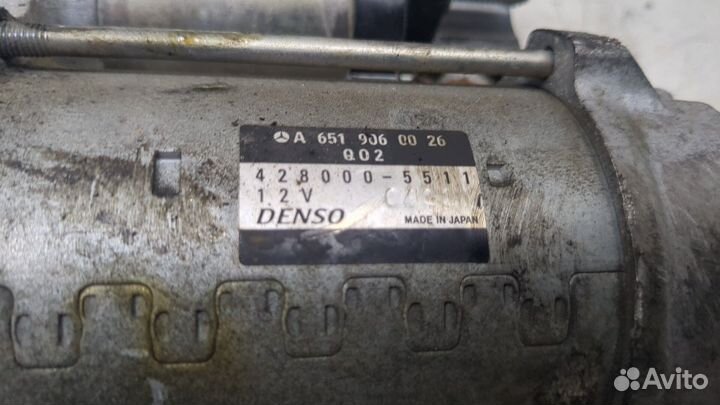 A 651 906 00 26
Q02
428000-5511
12V
DENSO MADE IN JAPAN
Avito